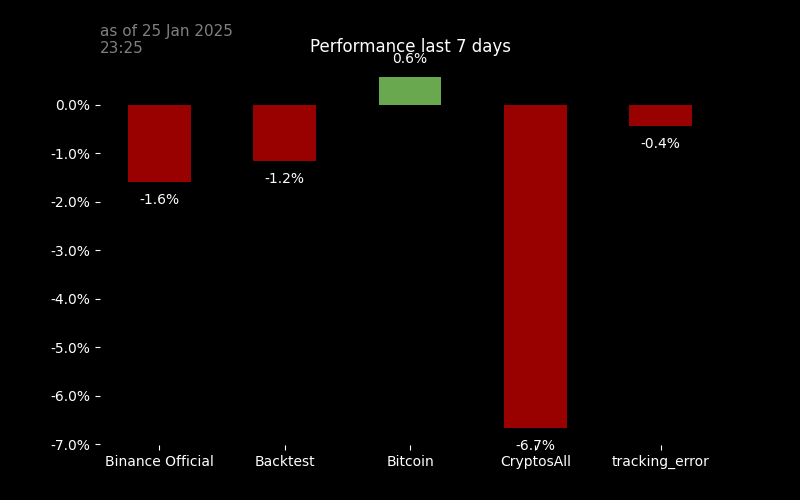 as of 25 Jan 2025
23:25
Performance last 7 days
0.6%
0.0%
-1.0%
-2.0%
-3.0%
-4.0%
-5.0%
-6.0%
-7.0%
-1.6%
-1.2%
-0.4%
-6.7%
Binance Official
Backtest
Bitcoin
CryptosAll
tracking_error